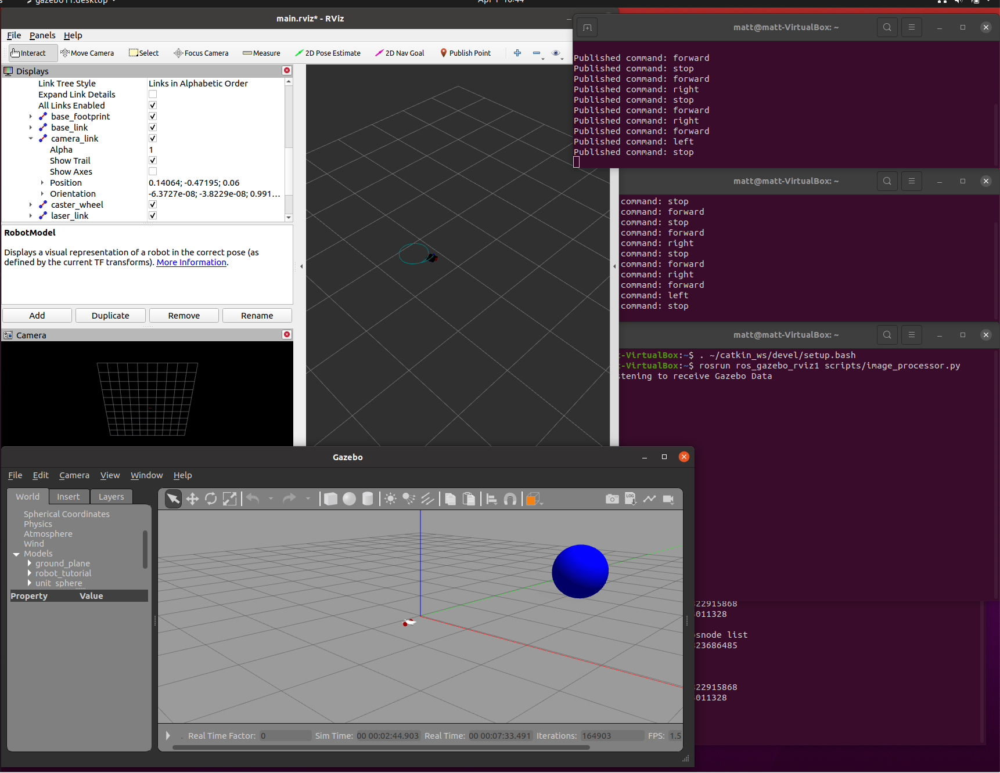 gazebo11.desktop
Apr 1 16:44
main.rviz* - RViz
File Panels Help
Interact Move Camera Select Focus Camera Measure 2D Pose Estimate 2D Nav Goal Publish Point
Displays
Link Tree Style Links in Alphabetic Order
Expand Link Details
All Links Enabled
base_footprint
base_link
camera_link
Alpha 1
Show Trail
Show Axes
Position 0.14064; -0.47195; 0.06
Orientation -6.3727e-08; -3.8229e-08; 0.991...
caster_wheel
laser_link
RobotModel
Displays a visual representation of a robot in the correct pose (as
defined by the current TF transforms). More Information.
Add Duplicate Remove Rename
Camera
matt@matt-VirtualBox: ~
Published command: forward
Published command: stop
Published command: forward
Published command: right
Published command: stop
Published command: forward
Published command: right
Published command: forward
Published command: left
Published command: stop
matt@matt-VirtualBox: ~
command: stop
command: forward
command: stop
command: forward
command: right
command: stop
command: forward
command: right
command: forward
command: left
command: stop
matt@matt-VirtualBox: ~
t-VirtualBox:~$ . ~/catkin_ws/devel/setup.bash
t-VirtualBox:~$ rosrun ros_gazebo_rviz1 scripts/image_processor.py
stening to receive Gazebo Data
22915868
011328
osnode list
23686485
22915868
011328
Gazebo
File Edit Camera View Window Help
World Insert Layers
Spherical Coordinates
Physics
Atmosphere
Wind
Models
ground_plane
robot_tutorial
unit_sphere
Property Value
LOG
Real Time Factor: 0 Sim Time: 00 00:02:44.903 Real Time: 00 00:07:33.491 Iterations: 164903 FPS: 1.5